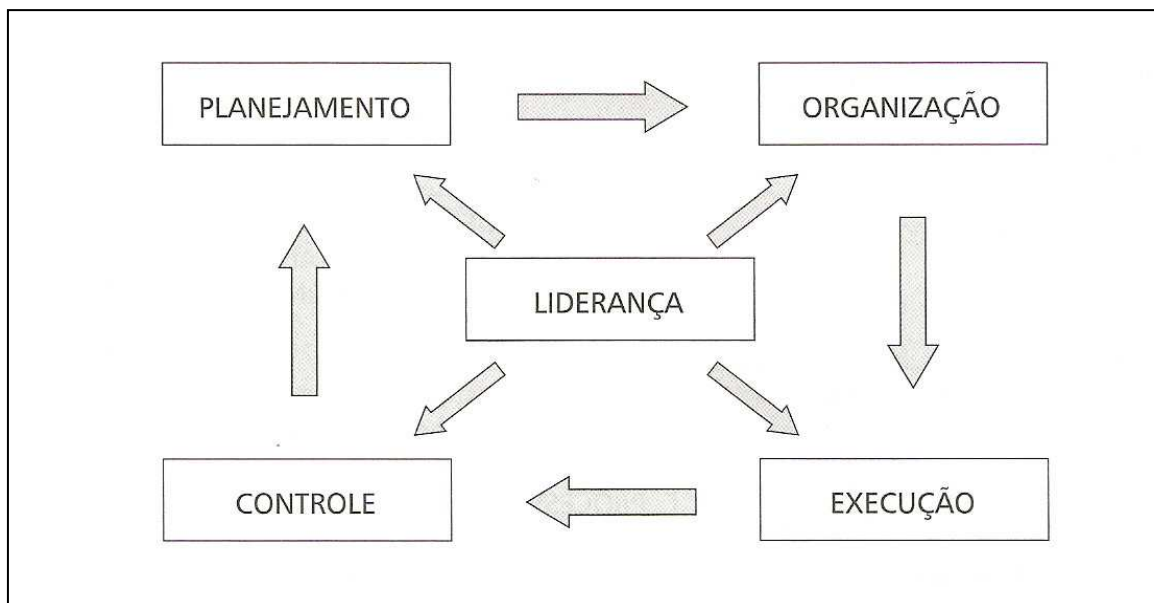 PLANEJAMENTO
ORGANIZAÇÃO
LIDERANÇA
CONTROLE
EXECUÇÃO